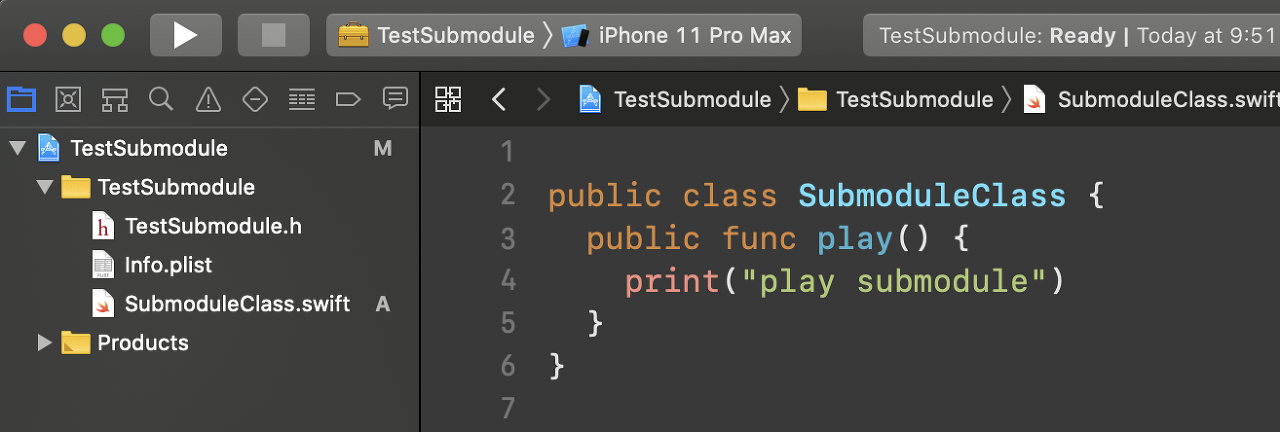 TestSubmodule 〉 iPhone 11 Pro Max
TestSubmodule: Ready | Today at 9:51
TestSubmodule 〉 TestSubmodule 〉 SubmoduleClass.swift
TestSubmodule M
TestSubmodule
h TestSubmodule.h
PLIST Info.plist
SubmoduleClass.swift A
Products
1
2 public class SubmoduleClass {
3 public func play() {
4 print("play submodule")
5 }
6 }
7